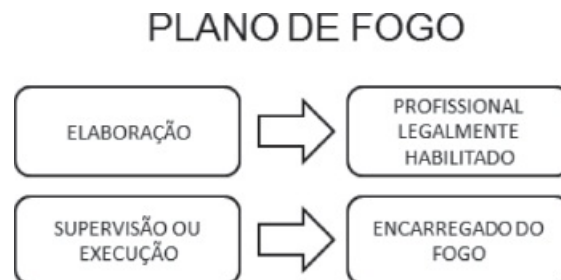 PLANO DE FOGO
ELABORAÇÃO
PROFISSIONAL
LEGALMENTE
HABILITADO
SUPERVISÃO OU
EXECUÇÃO
ENCARREGADO DO
FOGO